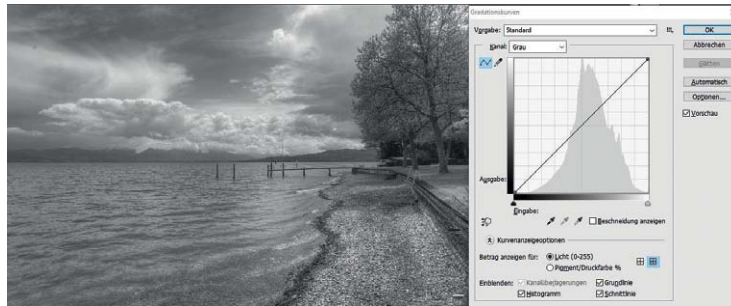 Gradationskurven
Vorgabe: Standard
OK
Kanal: Grau
Abbrechen
Glätten
Automatisch
Optionen...
Vorschau
Ausgabe:
Eingabe:
Beschneidung anzeigen
Kurvenanzeigeoptionen
Betrag anzeigen für: Licht (0-255)
Pigment/Druckfarbe %
Einblenden: Kanalüberlagerungen Grundlinie
Histogramm Schnittlinie